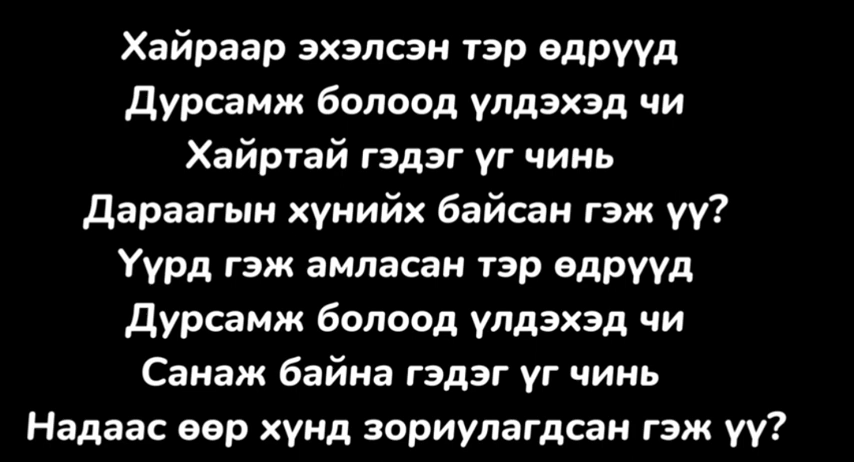 Хайраар эхэлсэн тэр өдрүүд
Дурсамж болоод үлдэхэд чи
Хайртай гэдэг үг чинь
Дараагын хүнийх байсан гэж үү?
Үүрд гэж амласан тэр өдрүүд
Дурсамж болоод үлдэхэд чи
Санаж байна гэдэг үг чинь
Надаас өөр хүнд зориулагдсан гэж үү?